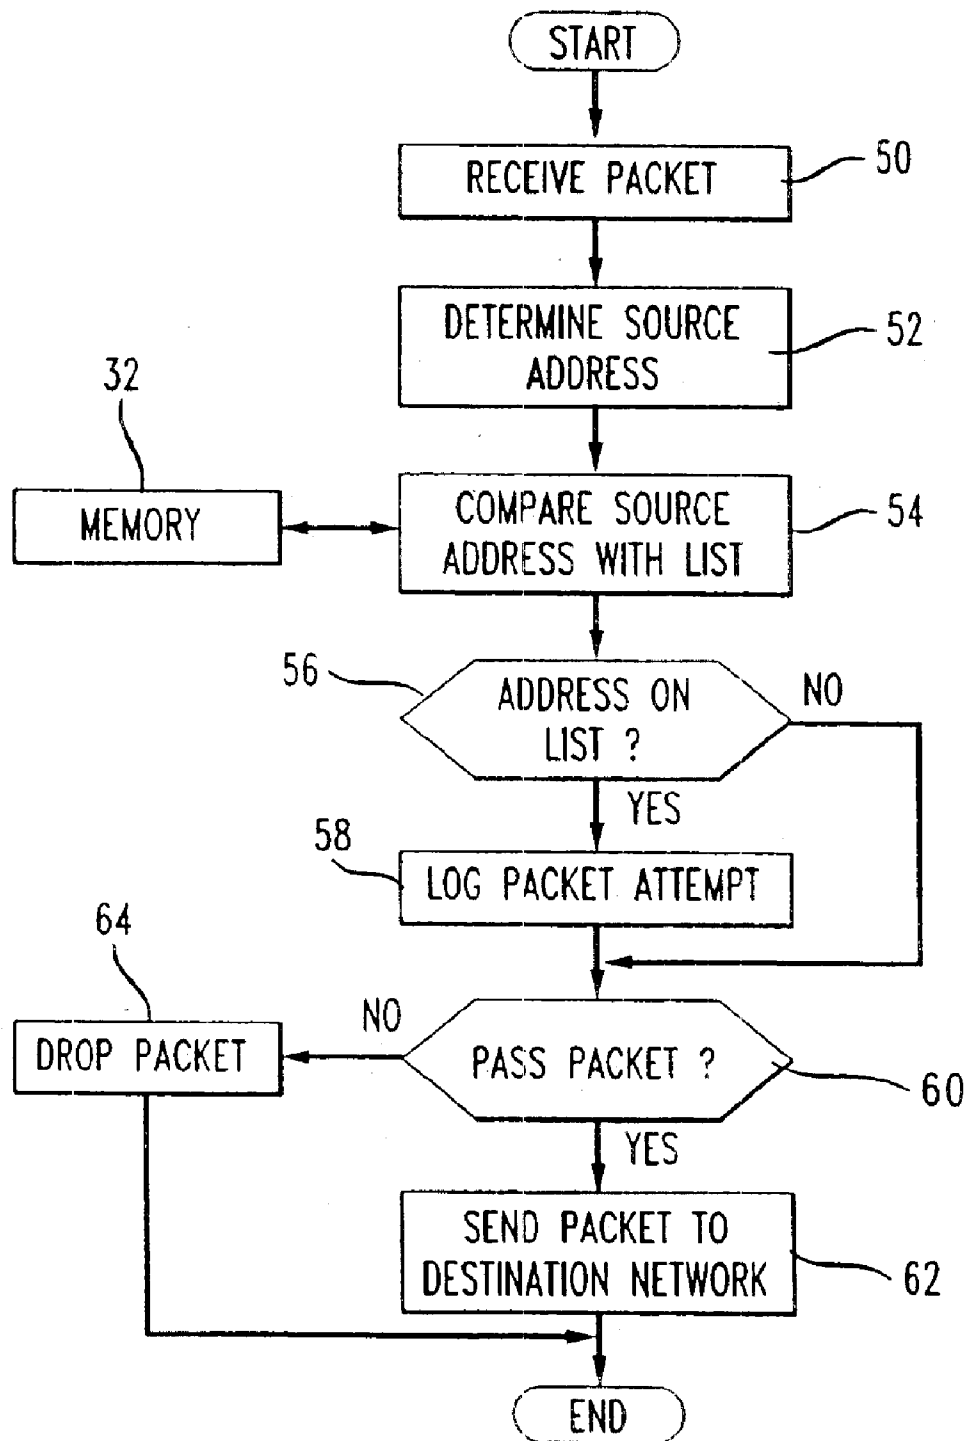 START
RECEIVE PACKET
50
DETERMINE SOURCE
ADDRESS
52
32
MEMORY
COMPARE SOURCE
ADDRESS WITH LIST
54
56
ADDRESS ON
LIST ?
NO
YES
58
LOG PACKET ATTEMPT
64
NO
DROP PACKET
PASS PACKET ?
60
YES
SEND PACKET TO
DESTINATION NETWORK
62
END